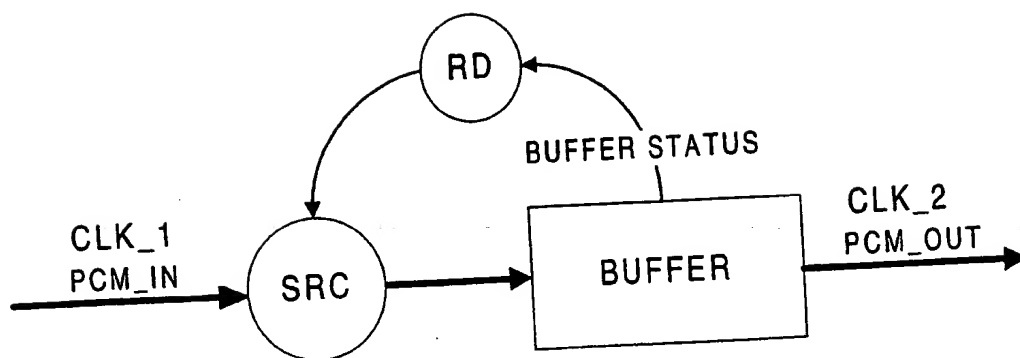 RD
BUFFER STATUS
CLK_1
PCM_IN
SRC
BUFFER
CLK_2
PCM_OUT